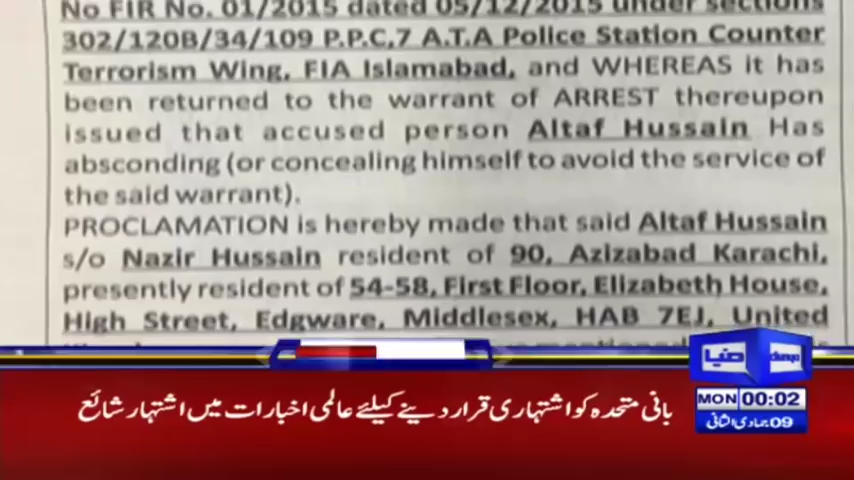 No FIR No. 01/2015 dated 05/12/2015 under sections
302/120B/34/109 P.P.C,7 A.T.A Police Station Counter
Terrorism Wing, FIA Islamabad, and WHEREAS it has
been returned to the warrant of ARREST thereupon
issued that accused person Altaf Hussain Has
absconding (or concealing himself to avoid the service of
the said warrant).
PROCLAMATION is hereby made that said Altaf Hussain
s/o Nazir Hussain resident of 90, Azizabad Karachi,
presently resident of 54-58, First Floor, Elizabeth House,
High Street, Edgware, Middlesex, HAB 7EJ, United
دنیا dunya
MON 00:02
بانی متحدہ کو اشتہاری قرار دینے کیلئے عالمی اخبارات میں اشتہار شائع
09 جمادی الثانی